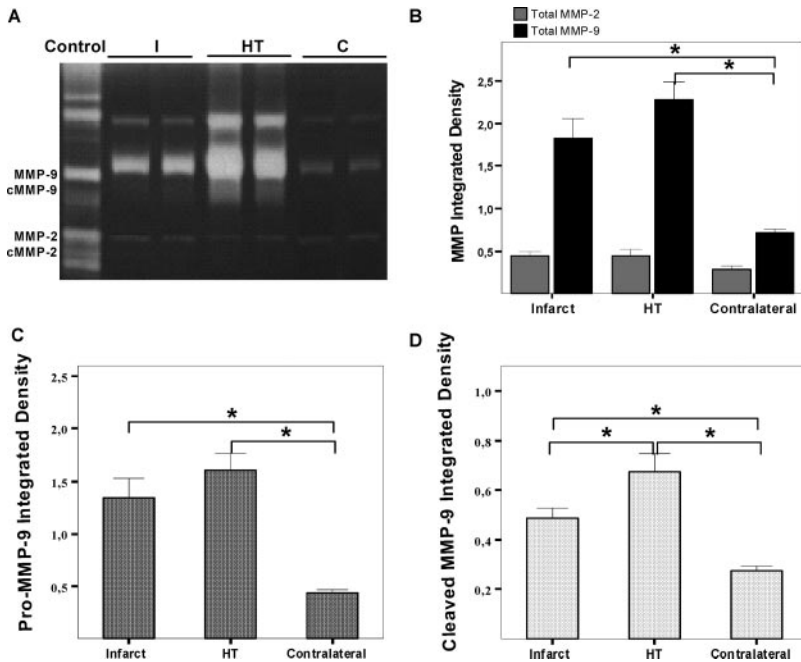 A
Control I HT C
MMP-9
cMMP-9
MMP-2
cMMP-2
B
Total MMP-2
Total MMP-9
MMP Integrated Density
2,5
2,0
1,5
1,0
0,5
* *
Infarct HT Contralateral
C
Pro-MMP-9 Integrated Density
2,5
2,0
1,5
1,0
0,5
* *
Infarct HT Contralateral
D
Cleaved MMP-9 Integrated Density
1,0
0,8
0,6
0,4
0,2
*
* *
Infarct HT Contralateral